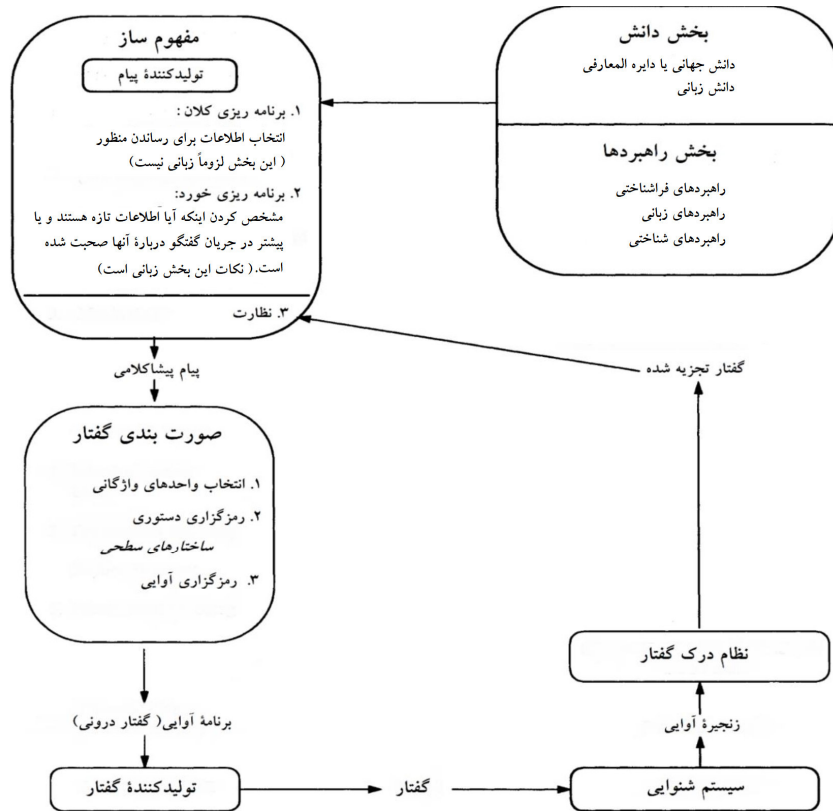 مفهوم ساز
تولیدکنندهٔ پیام
۱. برنامه ریزی کلان :
انتخاب اطلاعات برای رساندن منظور
( این بخش لزوماً زبانی نیست)
۲. برنامه ریزی خورد:
مشخص کردن اینکه آیا اطلاعات تازه هستند و یا
پیشتر در جریان گفتگو دربارهٔ آنها صحبت شده
است.( نکات این بخش زبانی است)
۳. نظارت
بخش دانش
دانش جهانی یا دایره المعارفی
دانش زبانی
بخش راهبردها
راهبردهای فراشناختی
راهبردهای زبانی
راهبردهای شناختی
پیام پیشاکلامی
صورت بندی گفتار
۱. انتخاب واحدهای واژگانی
۲. رمزگزاری دستوری
ساختارهای سطحی
۳. رمزگزاری آوایی
برنامهٔ آوایی( گفتار درونی)
تولیدکنندهٔ گفتار
گفتار
سیستم شنوایی
زنجیرهٔ آوایی
نظام درک گفتار
گفتار تجزیه شده